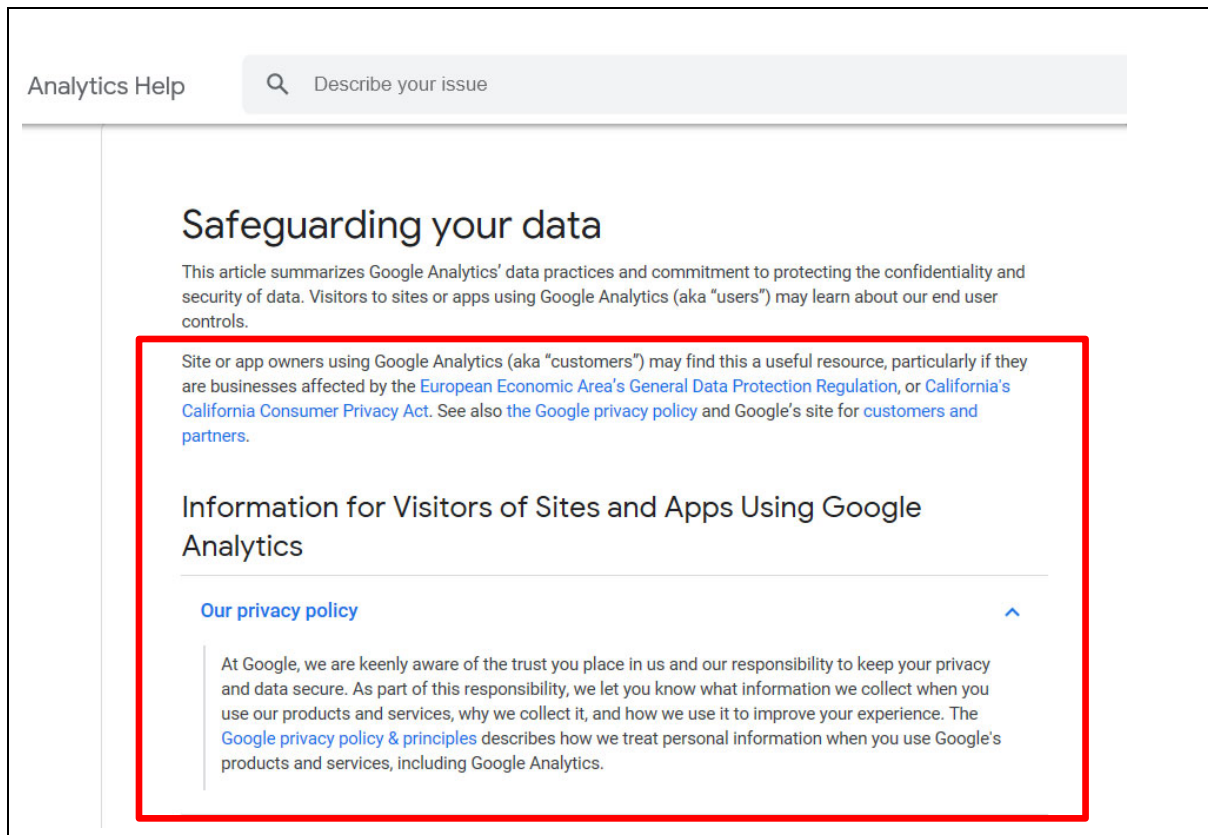 Analytics Help
Describe your issue
Safeguarding your data
This article summarizes Google Analytics’ data practices and commitment to protecting the confidentiality and
security of data. Visitors to sites or apps using Google Analytics (aka “users”) may learn about our end user
controls.
Site or app owners using Google Analytics (aka “customers”) may find this a useful resource, particularly if they
are businesses affected by the European Economic Area’s General Data Protection Regulation, or California's
California Consumer Privacy Act. See also the Google privacy policy and Google’s site for customers and
partners.
Information for Visitors of Sites and Apps Using Google
Analytics
Our privacy policy
At Google, we are keenly aware of the trust you place in us and our responsibility to keep your privacy
and data secure. As part of this responsibility, we let you know what information we collect when you
use our products and services, why we collect it, and how we use it to improve your experience. The
Google privacy policy & principles describes how we treat personal information when you use Google's
products and services, including Google Analytics.